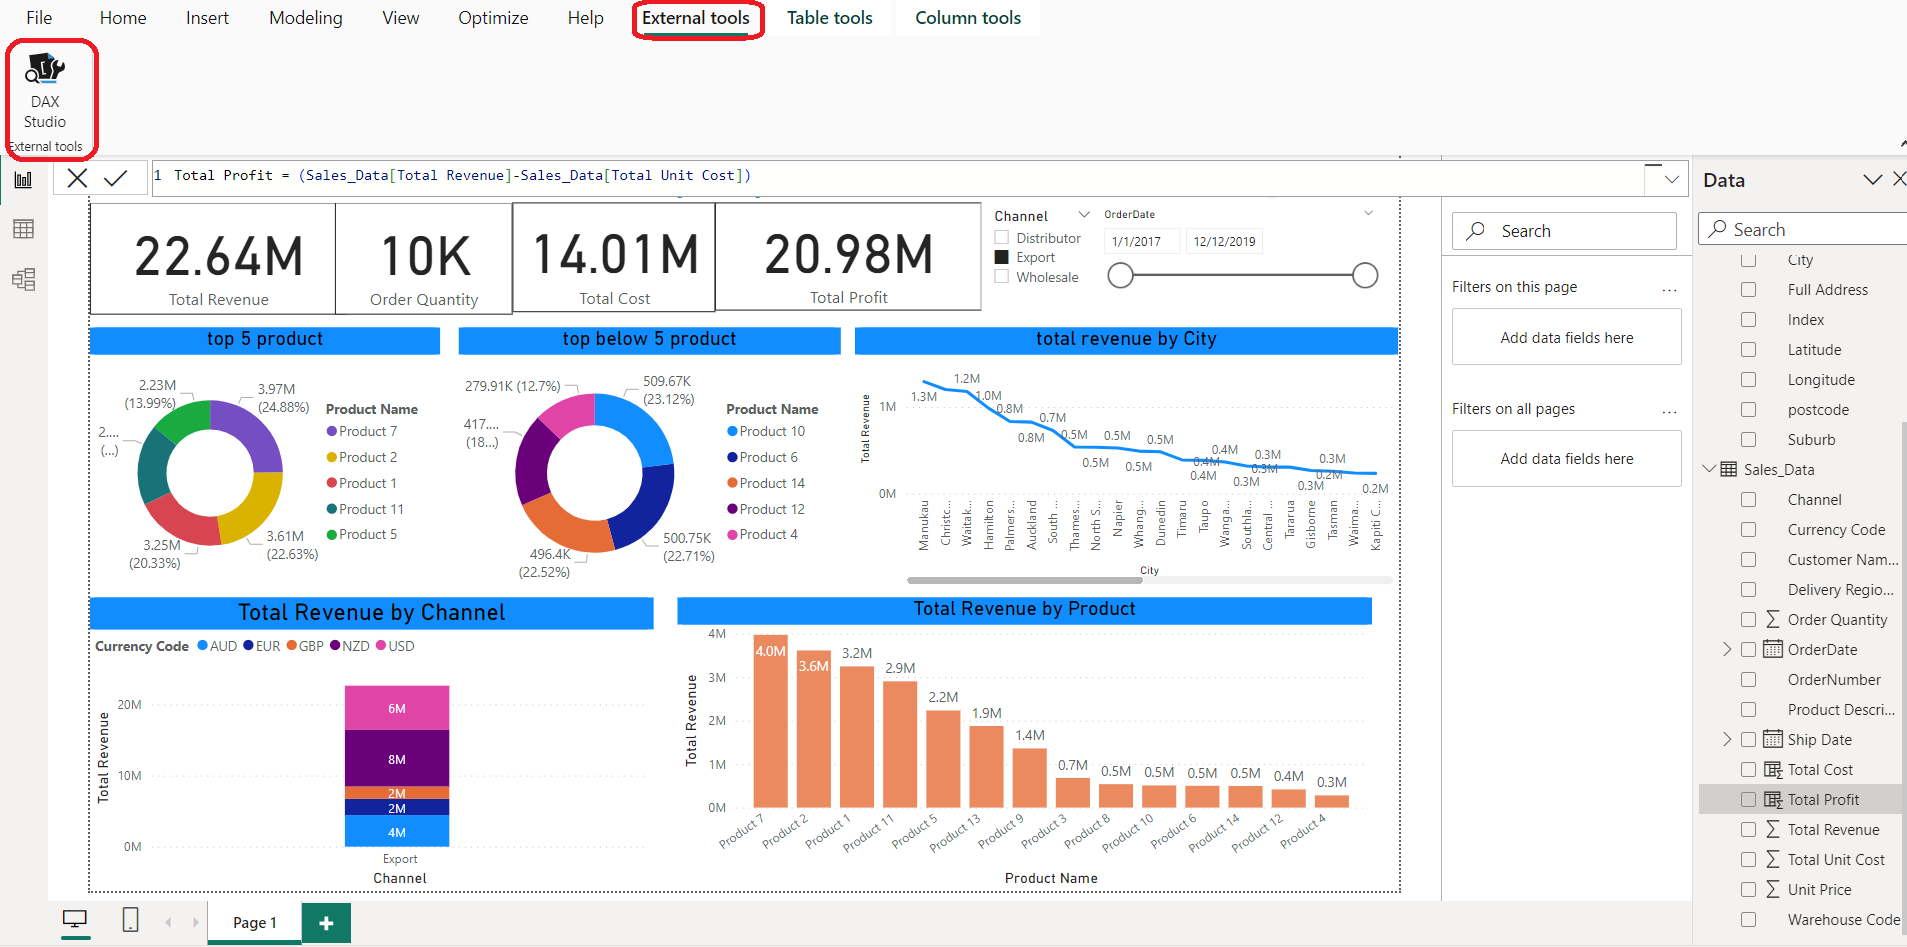 File Home Insert Modeling View Optimize Help External tools Table tools Column tools
DAX
Studio
External tools
1 Total Profit = (Sales_Data[Total Revenue]-Sales_Data[Total Unit Cost])
22.64M
Total Revenue
10K
Order Quantity
14.01M
Total Cost
20.98M
Total Profit
Channel
Distributor
Export
Wholesale
OrderDate
1/1/2017 12/12/2019
top 5 product
2.23M
(13.99%)
3.97M
(24.88%)
2....
(...)
3.25M
(20.33%)
3.61M
(22.63%)
Product Name
Product 7
Product 2
Product 1
Product 11
Product 5
top below 5 product
279.91K (12.7%)
509.67K
(23.12%)
417....
(18...)
496.4K
(22.52%)
500.75K
(22.71%)
Product Name
Product 10
Product 6
Product 14
Product 12
Product 4
total revenue by City
Total Revenue
1M
0M
1.3M
1.2M
1.0M
0.8M
0.8M
0.7M
0.5M
0.5M
0.5M
0.5M
0.5M
0.4M
0.4M
0.4M
0.3M
0.3M
0.3M
0.3M
0.2M
0.3M
0.2M
Manukau
Christc...
Waitak...
Hamilton
Palmers...
Auckland
South ...
Thames...
North S...
Napier
Whang...
Dunedin
Timaru
Taupo
Wanga...
Southla...
Central ...
Tararua
Gisborne
Tasman
Waima...
Kapiti C...
City
Total Revenue by Channel
Currency Code AUD EUR GBP NZD USD
Total Revenue
20M
10M
0M
6M
8M
2M
2M
4M
Export
Channel
Total Revenue by Product
Total Revenue
4M
3M
2M
1M
0M
4.0M
3.6M
3.2M
2.9M
2.2M
1.9M
1.4M
0.7M
0.5M
0.5M
0.5M
0.5M
0.4M
0.3M
Product 7
Product 2
Product 1
Product 11
Product 5
Product 13
Product 9
Product 3
Product 8
Product 10
Product 6
Product 14
Product 12
Product 4
Product Name
Search
Filters on this page ...
Add data fields here
Filters on all pages ...
Add data fields here
Data
Search
City
Full Address
Index
Latitude
Longitude
postcode
Suburb
Sales_Data
Channel
Currency Code
Customer Nam...
Delivery Regio...
Order Quantity
OrderDate
OrderNumber
Product Descri...
Ship Date
Total Cost
Total Profit
Total Revenue
Total Unit Cost
Unit Price
Warehouse Code
Page 1